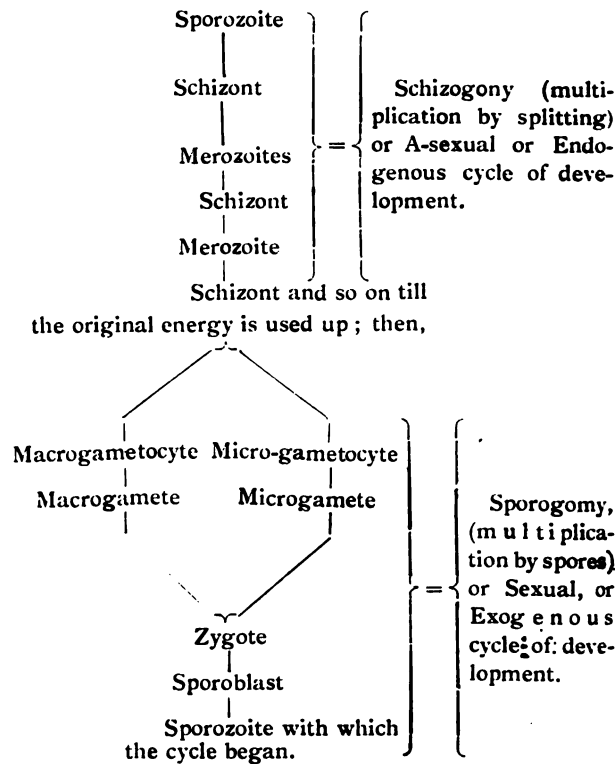 Sporozoite
Schizont
Merozoites
Schizont
Merozoite
Schizont and so on till
the original energy is used up ; then,
=
Schizogony (multi-
plication by splitting)
or A-sexual or Endo-
genous cycle of deve-
lopment.
Macrogametocyte Micro-gametocyte
Macrogamete Microgamete
Zygote
Sporoblast
Sporozoite with which
the cycle began.
=
Sporogomy,
(multiplica-
tion by spores)
or Sexual, or
Exogenous
cycle of deve-
lopment.